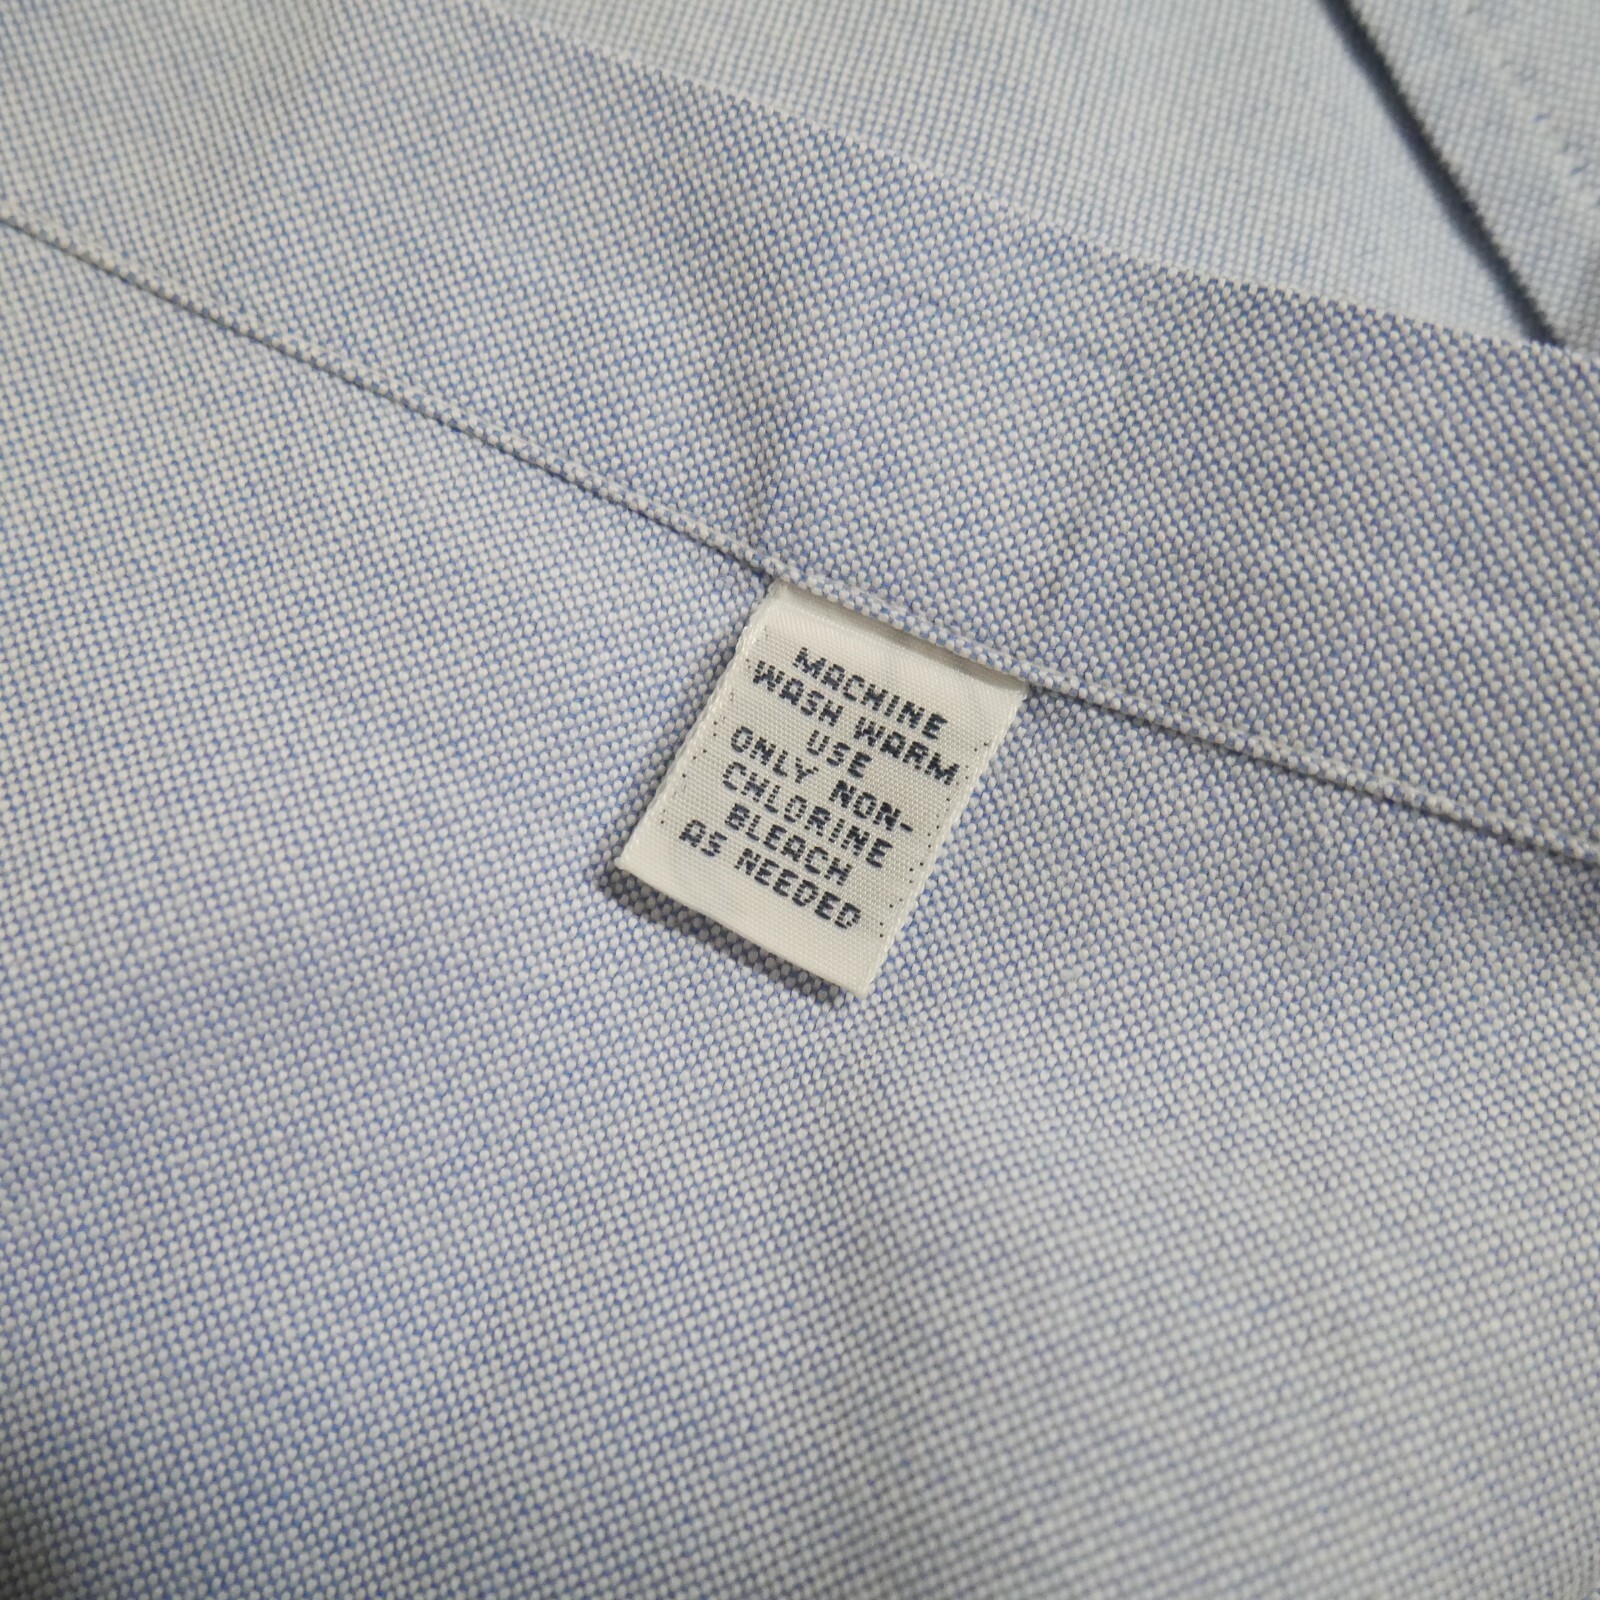 MACHINE
WASH WARM
USE
ONLY NON-
CHLORINE
BLEACH
AS NEEDED